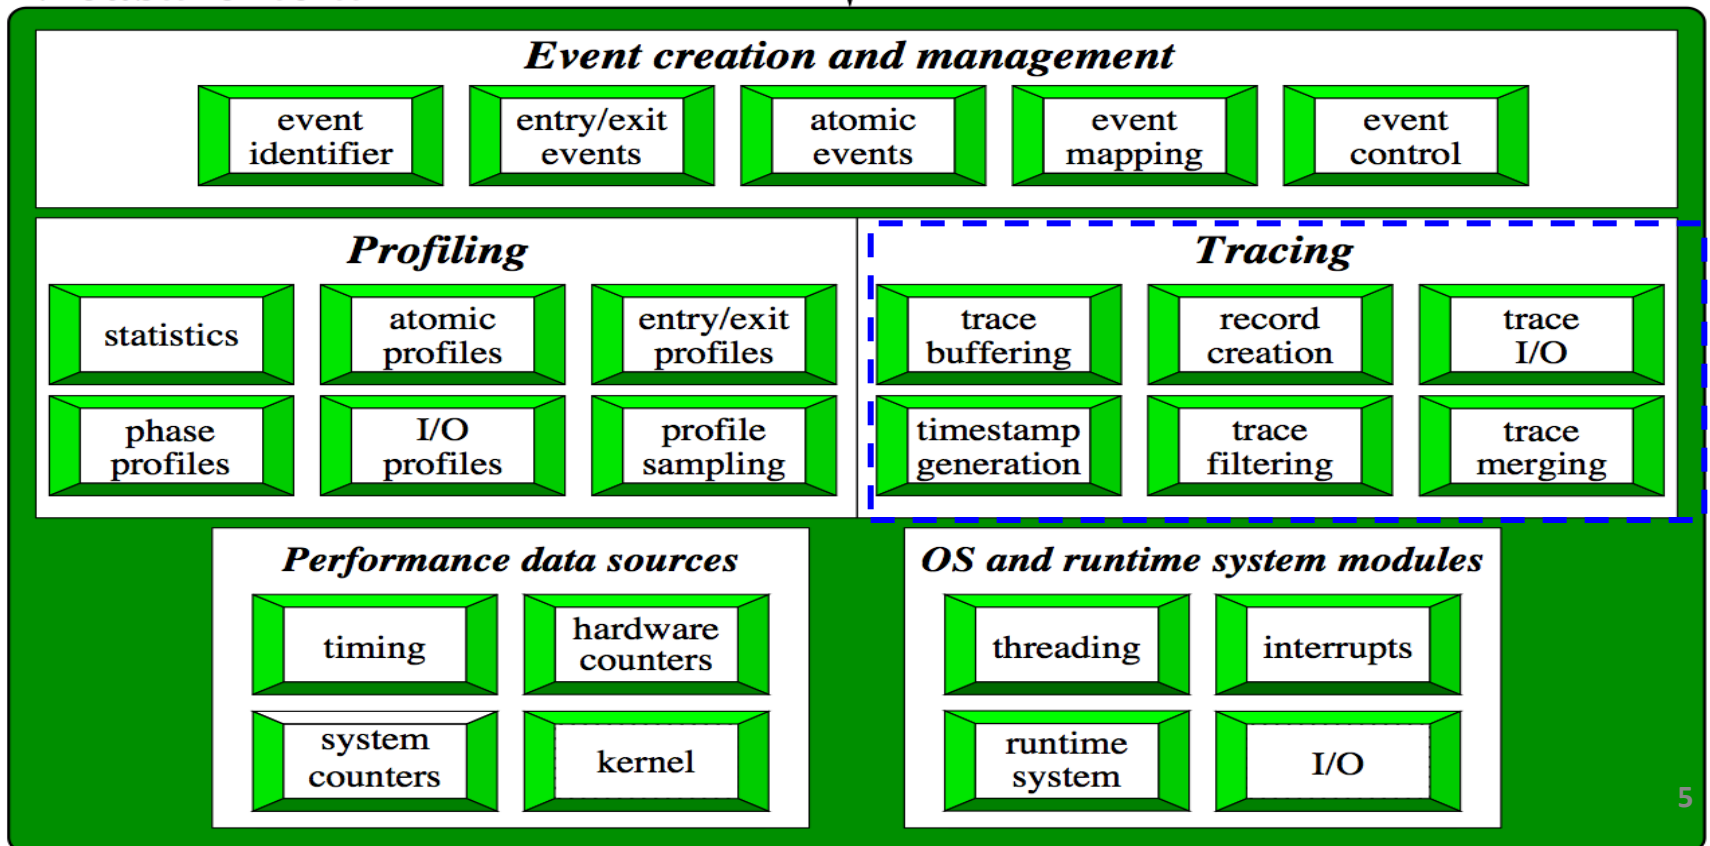 Event creation and management
event
identifier
entry/exit
events
atomic
events
event
mapping
event
control
Profiling
statistics
atomic
profiles
entry/exit
profiles
phase
profiles
I/O
profiles
profile
sampling
Tracing
trace
buffering
record
creation
trace
I/O
timestamp
generation
trace
filtering
trace
merging
Performance data sources
timing
hardware
counters
system
counters
kernel
OS and runtime system modules
threading
interrupts
runtime
system
I/O
5